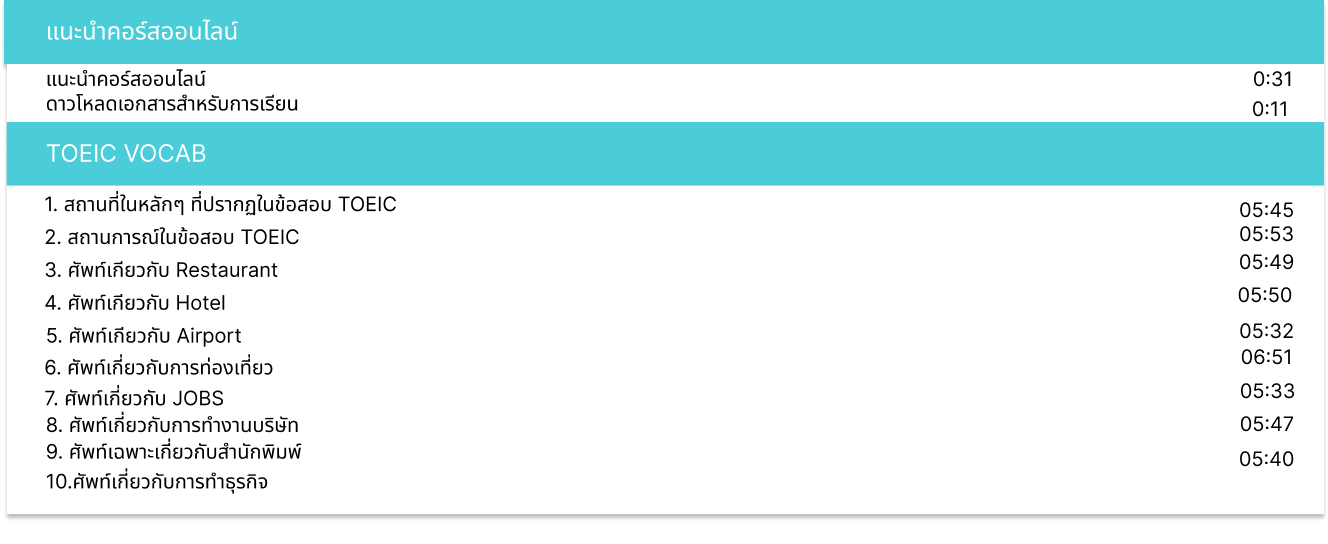 แนะนำคอร์สออนไลน์
แนะนำคอร์สออนไลน์ 0:31
ดาวโหลดเอกสารสำหรับการเรียน 0:11
TOEIC VOCAB
1. สถานที่ในหลักๆ ที่ปรากฏในข้อสอบ TOEIC 05:45
2. สถานการณ์ในข้อสอบ TOEIC 05:53
3. ศัพท์เกียวกับ Restaurant 05:49
4. ศัพท์เกียวกับ Hotel 05:50
5. ศัพท์เกียวกับ Airport 05:32
6. ศัพท์เกี่ยวกับการท่องเที่ยว 06:51
7. ศัพท์เกี่ยวกับ JOBS 05:33
8. ศัพท์เกี่ยวกับการทำงานบริษัท 05:47
9. ศัพท์เฉพาะเกี่ยวกับสำนักพิมพ์ 05:40
10.ศัพท์เกี่ยวกับการทำธุรกิจ